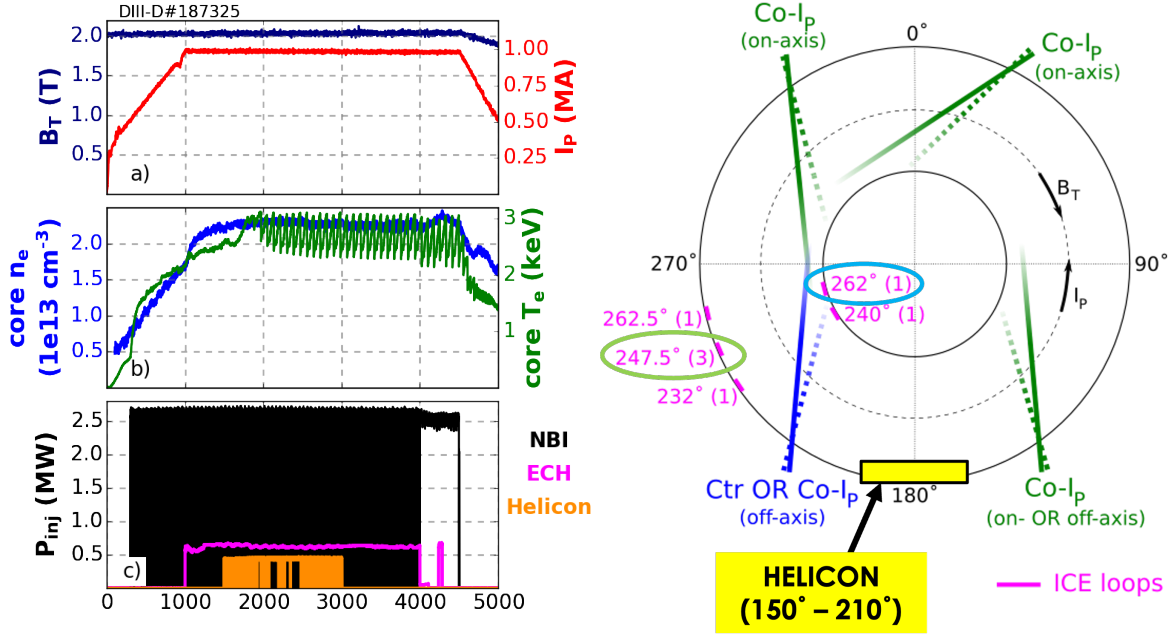 DIII-D#187325
2.0
1.5
1.0
0.5
B_T (T)
1.00
0.75
0.50
0.25
I_P (MA)
a)
2.0
1.5
1.0
0.5
core n_e
(1e13 cm⁻³)
3
2
1
core T_e (keV)
b)
2.5
2.0
1.5
1.0
0.5
P_inj (MW)
c)
0 1000 2000 3000 4000 5000
NBI
ECH
Helicon
Co-I_P
(on-axis)
0˚
Co-I_P
(on-axis)
B_T
270˚
90˚
I_P
262˚ (1)
240˚ (1)
262.5˚ (1)
247.5˚ (3)
232˚ (1)
Ctr OR Co-I_P
(off-axis)
180˚
Co-I_P
(on- OR off-axis)
HELICON
(150˚ – 210˚)
ICE loops